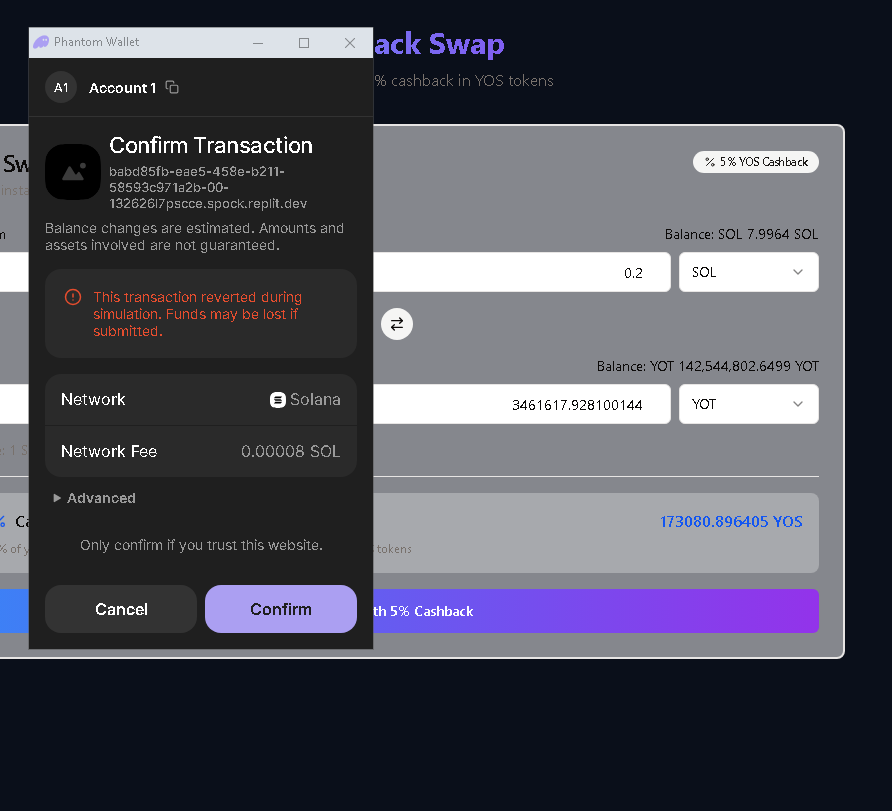 Phantom Wallet
ack Swap
A1 Account 1
% cashback in YOS tokens
Confirm Transaction
babd85fb-eae5-458e-b211-
58593c971a2b-00-
132626l7pscce.spock.replit.dev
Balance changes are estimated. Amounts and
assets involved are not guaranteed.
Sw
insta
% 5% YOS Cashback
m
Balance: SOL 7.9964 SOL
0.2
SOL
This transaction reverted during
simulation. Funds may be lost if
submitted.
Balance: YOT 142,544,802.6499 YOT
3461617.928100144
YOT
Network
Solana
Network Fee
0.00008 SOL
e: 1 S
Advanced
% Ca
173080.896405 YOS
% of y
tokens
Only confirm if you trust this website.
Cancel
Confirm
th 5% Cashback